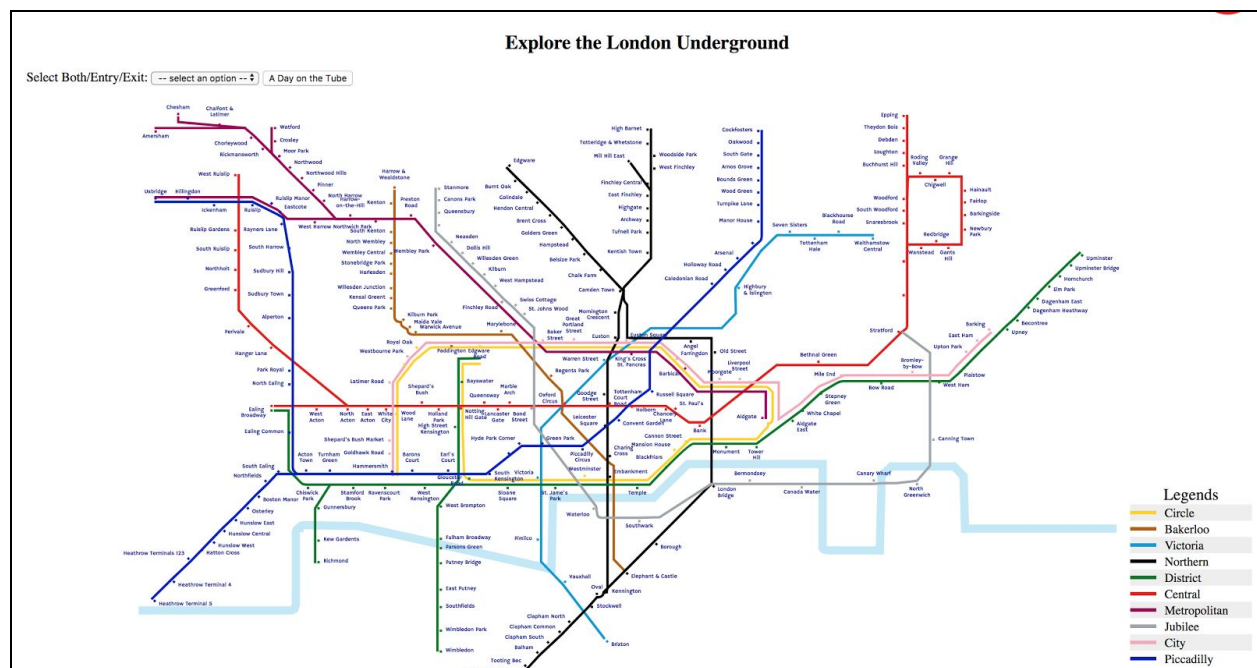 Explore the London Underground
Select Both/Entry/Exit: -- select an option -- A Day on the Tube
Chesham
Chalfont &
Latimer
Amersham
Chorleywood
Rickmansworth
Watford
Croxley
Moor Park
Northwood
Northwood Hills
Pinner
North Harrow
Harrow-
on-the-Hill
West Ruislip
Uxbridge
Hillingdon
Ickenham
Ruislip
Ruislip Manor
Eastcote
Rayners Lane
West Harrow
Northwick Park
Preston
Road
Wembley Park
Ruislip Gardens
South Ruislip
Northolt
Greenford
Perivale
Hanger Lane
South Harrow
Sudbury Hill
Sudbury Town
Alperton
Park Royal
North Ealing
Ealing
Broadway
Ealing Common
Harrow &
Wealdstone
Kenton
South Kenton
North Wembley
Wembley Central
Stonebridge Park
Harlesden
Willesden Junction
Kensal Green
Queens Park
Kilburn Park
Maida Vale
Warwick Avenue
Stanmore
Canons Park
Queensbury
Neasden
Dollis Hill
Willesden Green
Kilburn
West Hampstead
Finchley Road
Swiss Cottage
St. Johns Wood
Edgware
Burnt Oak
Colindale
Hendon Central
Brent Cross
Golders Green
Hampstead
Belsize Park
Chalk Farm
Camden Town
High Barnet
Totteridge & Whetstone
Mill Hill East
Woodside Park
West Finchley
Finchley Central
East Finchley
Highgate
Archway
Tufnell Park
Kentish Town
Cockfosters
Oakwood
South Gate
Arnos Grove
Bounds Green
Wood Green
Turnpike Lane
Manor House
Arsenal
Holloway Road
Caledonian Road
Seven Sisters
Blackhorse
Road
Tottenham
Hale
Walthamstow
Central
Highbury
& Islington
Epping
Theydon Bois
Debden
Loughton
Buckhurst Hill
Roding
Valley
Grange
Hill
Chigwell
Hainault
Fairlop
Barkingside
Newbury
Park
Woodford
South Woodford
Snaresbrook
Redbridge
Wanstead
Gants
Hill
Stratford
Upminster
Upminster Bridge
Hornchurch
Elm Park
Dagenham East
Dagenham Heathway
Becontree
Upney
Barking
East Ham
Upton Park
Plaistow
West Ham
Bromley-
by-Bow
Bow Road
Mile End
Bethnal Green
Stepney
Green
White Chapel
Aldgate
East
Aldgate
Mornington
Crescent
Great
Portland
Street
Baker
Street
Marylebone
Euston
Euston Square
Warren Street
King's Cross
St. Pancras
Angel
Farringdon
Old Street
Liverpool
Street
Moorgate
Barbican
Royal Oak
Westbourne Park
Paddington
Edgware
Road
Latimer Road
Shepard's
Bush
Bayswater
Queensway
Marble
Arch
Regents Park
Goodge
Street
Oxford
Circus
Tottenham
Court
Road
Russell Square
Holborn
Chancery
Lane
St. Paul's
Bank
West
Acton
North
Acton
East
Acton
White
City
Wood
Lane
Holland
Park
Notting
Hill Gate
Lancaster
Gate
Bond
Street
High Street
Kensington
Leicester
Square
Convent Garden
Cannon Street
Mansion House
Blackfriars
Shepard's Bush Market
Goldhawk Road
Hammersmith
Barons
Court
Earl's
Court
Hyde Park Corner
Green Park
Piccadilly
Circus
Charing
Cross
Embankment
Westminster
Monument
Tower
Hill
South Ealing
Northfields
Boston Manor
Osterley
Hunslow East
Hunslow Central
Hunslow West
Hatton Cross
Heathrow Terminals 123
Heathrow Terminal 4
Heathrow Terminal 5
Acton
Town
Turnham
Green
Chiswick
Park
Stamford
Brook
Ravenscourt
Park
West
Kensington
Gloucester
Road
South
Kensington
Victoria
Sloane
Square
St. Jame's
Park
Temple
Gunnersbury
Kew Gardents
Richmond
West Brompton
Fulham Broadway
Parsons Green
Putney Bridge
East Putney
Southfields
Wimbledon Park
Wimbledon
Pimlico
Vauxhall
Brixton
Waterloo
Southwark
London
Bridge
Bermondsey
Canada Water
Canary Wharf
North
Greenwich
Canning Town
Borough
Elephant & Castle
Kennington
Oval
Stockwell
Clapham North
Clapham Common
Clapham South
Balham
Tooting Bec
Legends
Circle
Bakerloo
Victoria
Northern
District
Central
Metropolitan
Jubilee
City
Piccadilly